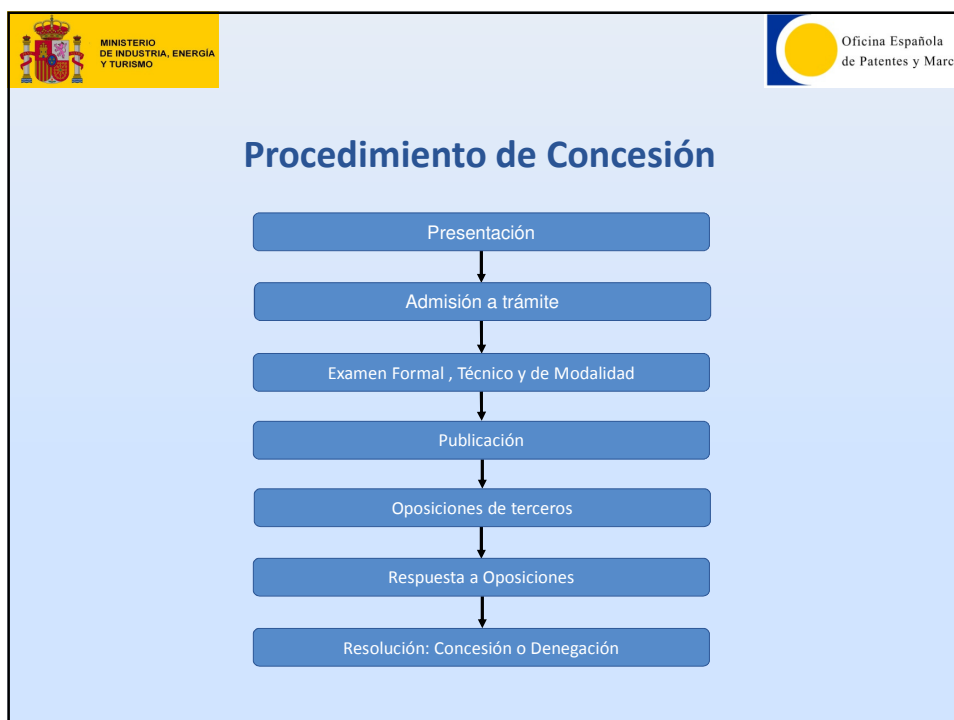 MINISTERIO
DE INDUSTRIA, ENERGÍA
Y TURISMO
Oficina Española
de Patentes y Marc
Procedimiento de Concesión
Presentación
Admisión a trámite
Examen Formal , Técnico y de Modalidad
Publicación
Oposiciones de terceros
Respuesta a Oposiciones
Resolución: Concesión o Denegación